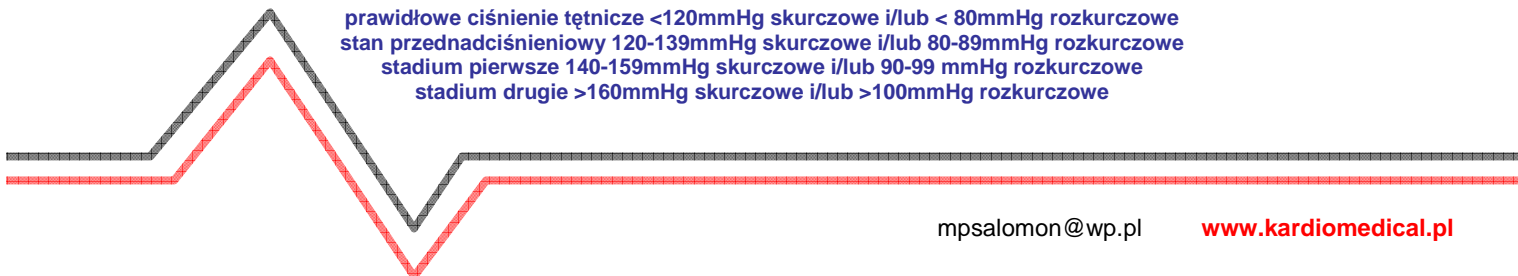 prawidłowe ciśnienie tętnicze <120mmHg skurczowe i/lub < 80mmHg rozkurczowe
stan przednadciśnieniowy 120-139mmHg skurczowe i/lub 80-89mmHg rozkurczowe
stadium pierwsze 140-159mmHg skurczowe i/lub 90-99 mmHg rozkurczowe
stadium drugie >160mmHg skurczowe i/lub >100mmHg rozkurczowe
mpsalomon@wp.pl www.kardiomedical.pl